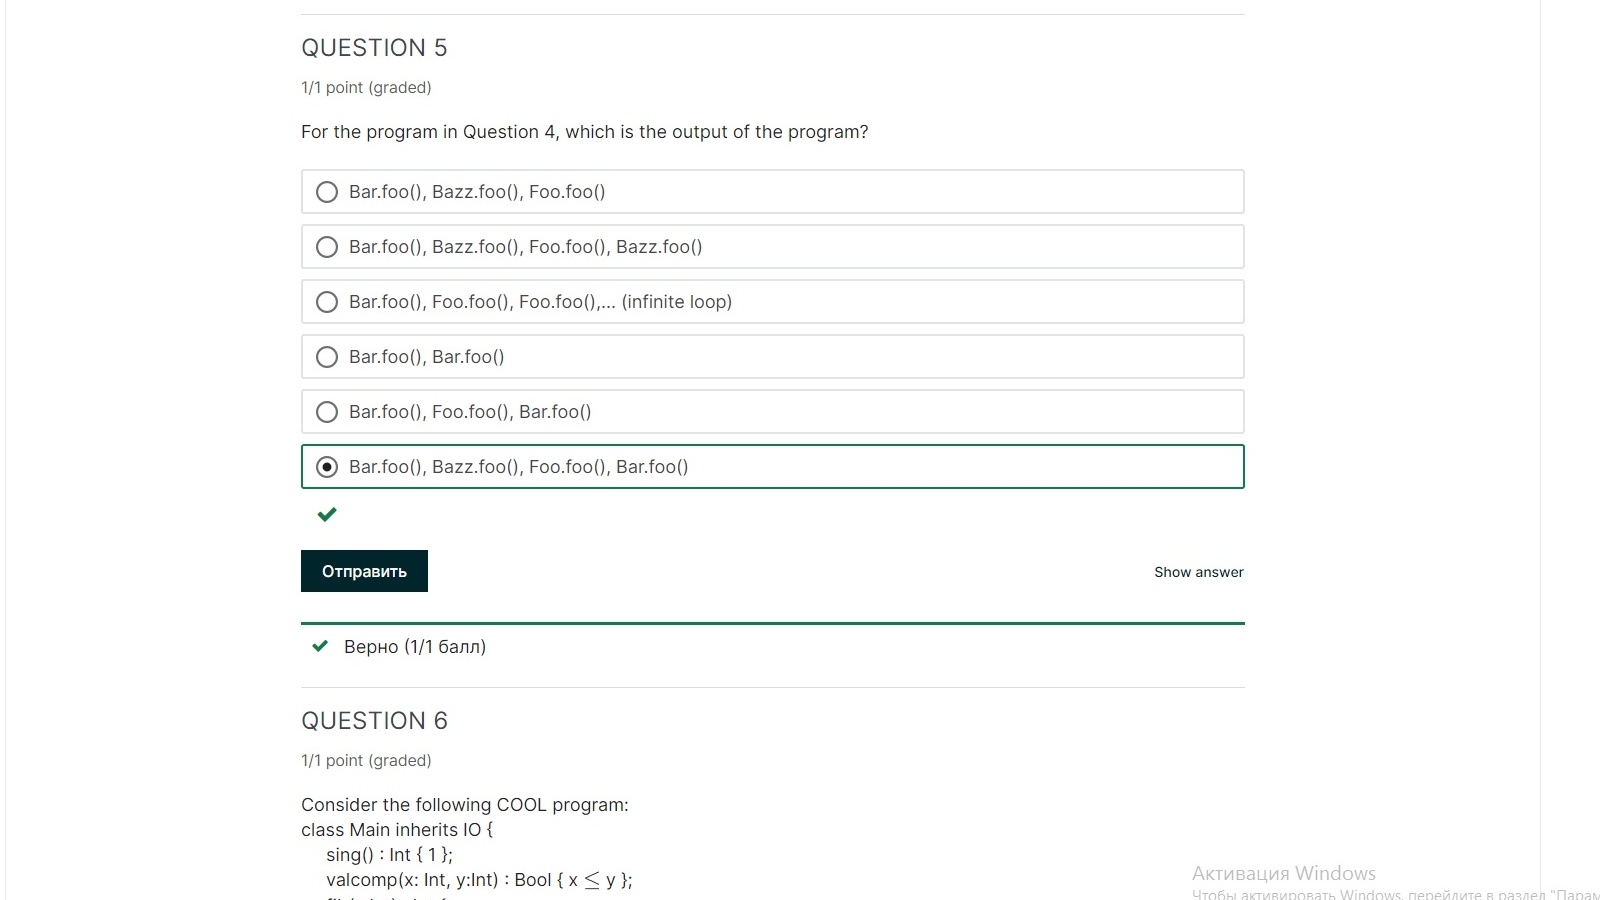 QUESTION 5
1/1 point (graded)
For the program in Question 4, which is the output of the program?
Bar.foo(), Bazz.foo(), Foo.foo()
Bar.foo(), Bazz.foo(), Foo.foo(), Bazz.foo()
Bar.foo(), Foo.foo(), Foo.foo(),... (infinite loop)
Bar.foo(), Bar.foo()
Bar.foo(), Foo.foo(), Bar.foo()
Bar.foo(), Bazz.foo(), Foo.foo(), Bar.foo()
Отправить
Show answer
Верно (1/1 балл)
QUESTION 6
1/1 point (graded)
Consider the following COOL program:
class Main inherits IO {
sing() : Int { 1 };
valcomp(x: Int, y:Int) : Bool { x ≤ y };
Активация Windows
Чтобы активировать Windows, перейдите в раздел "Парам